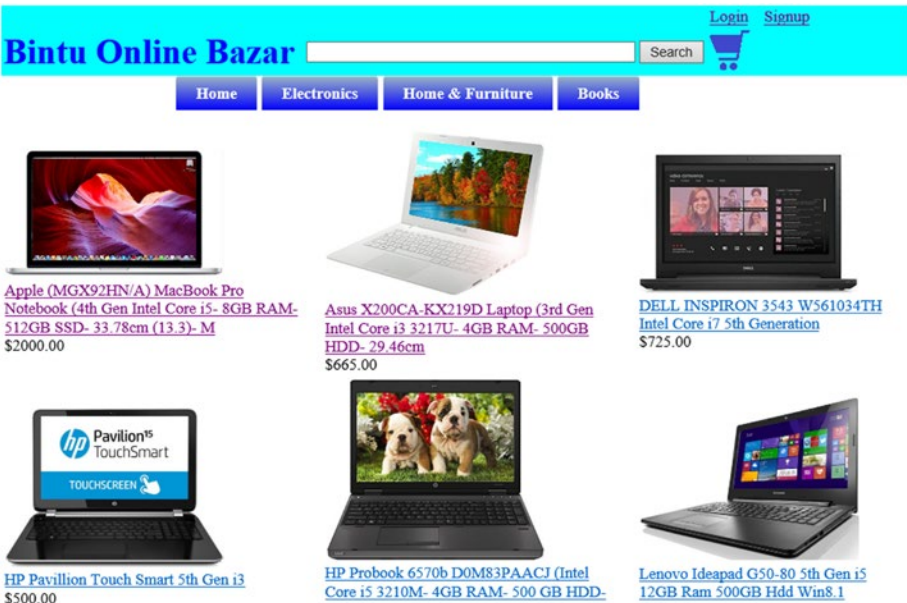 Login Signup
Bintu Online Bazar
Search
Home Electronics Home & Furniture Books
Apple (MGX92HN/A) MacBook Pro
Notebook (4th Gen Intel Core i5- 8GB RAM-
512GB SSD- 33.78cm (13.3)- M
$2000.00
Asus X200CA-KX219D Laptop (3rd Gen
Intel Core i3 3217U- 4GB RAM- 500GB
HDD- 29.46cm
$665.00
DELL INSPIRON 3543 W561034TH
Intel Core i7 5th Generation
$725.00
hp Pavilion 15
TouchSmart
TOUCHSCREEN
HP Pavillion Touch Smart 5th Gen i3
$500.00
HP Probook 6570b D0M83PAACJ (Intel
Core i5 3210M- 4GB RAM- 500 GB HDD-
Lenovo Ideapad G50-80 5th Gen i5
12GB Ram 500GB Hdd Win8.1